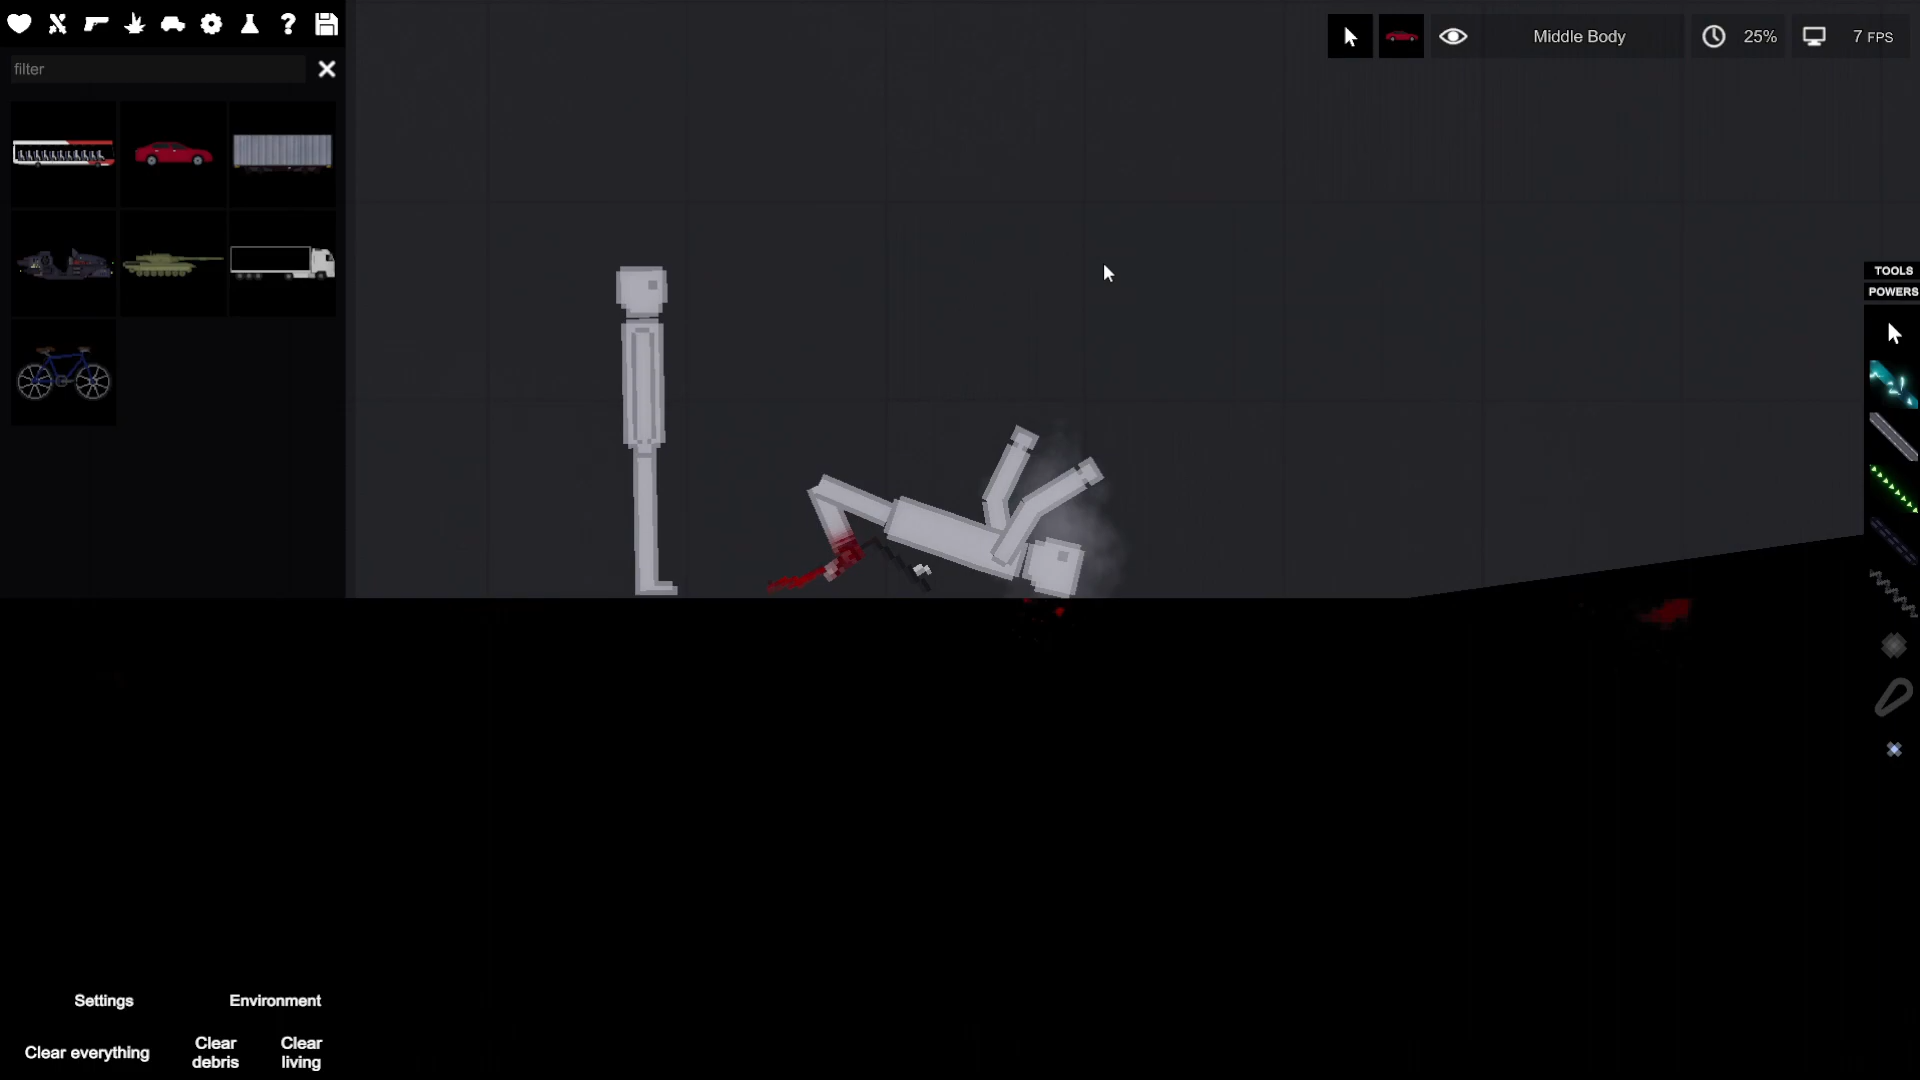 filter
Middle Body
25%
7 FPS
TOOLS
POWERS
Settings
Environment
Clear everything
Clear
debris
Clear
living